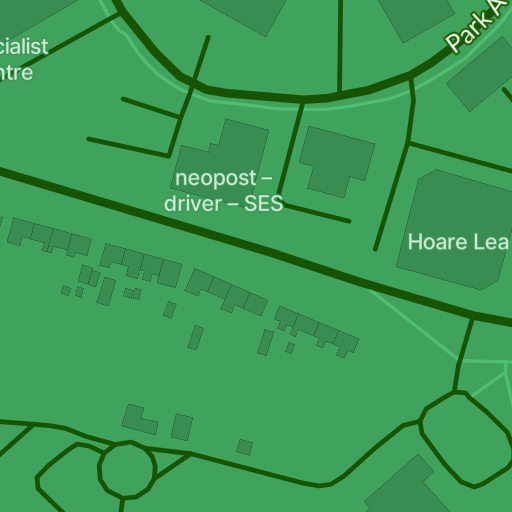 Park A
cialist
ntre
neopost –
driver – SES
Hoare Lea